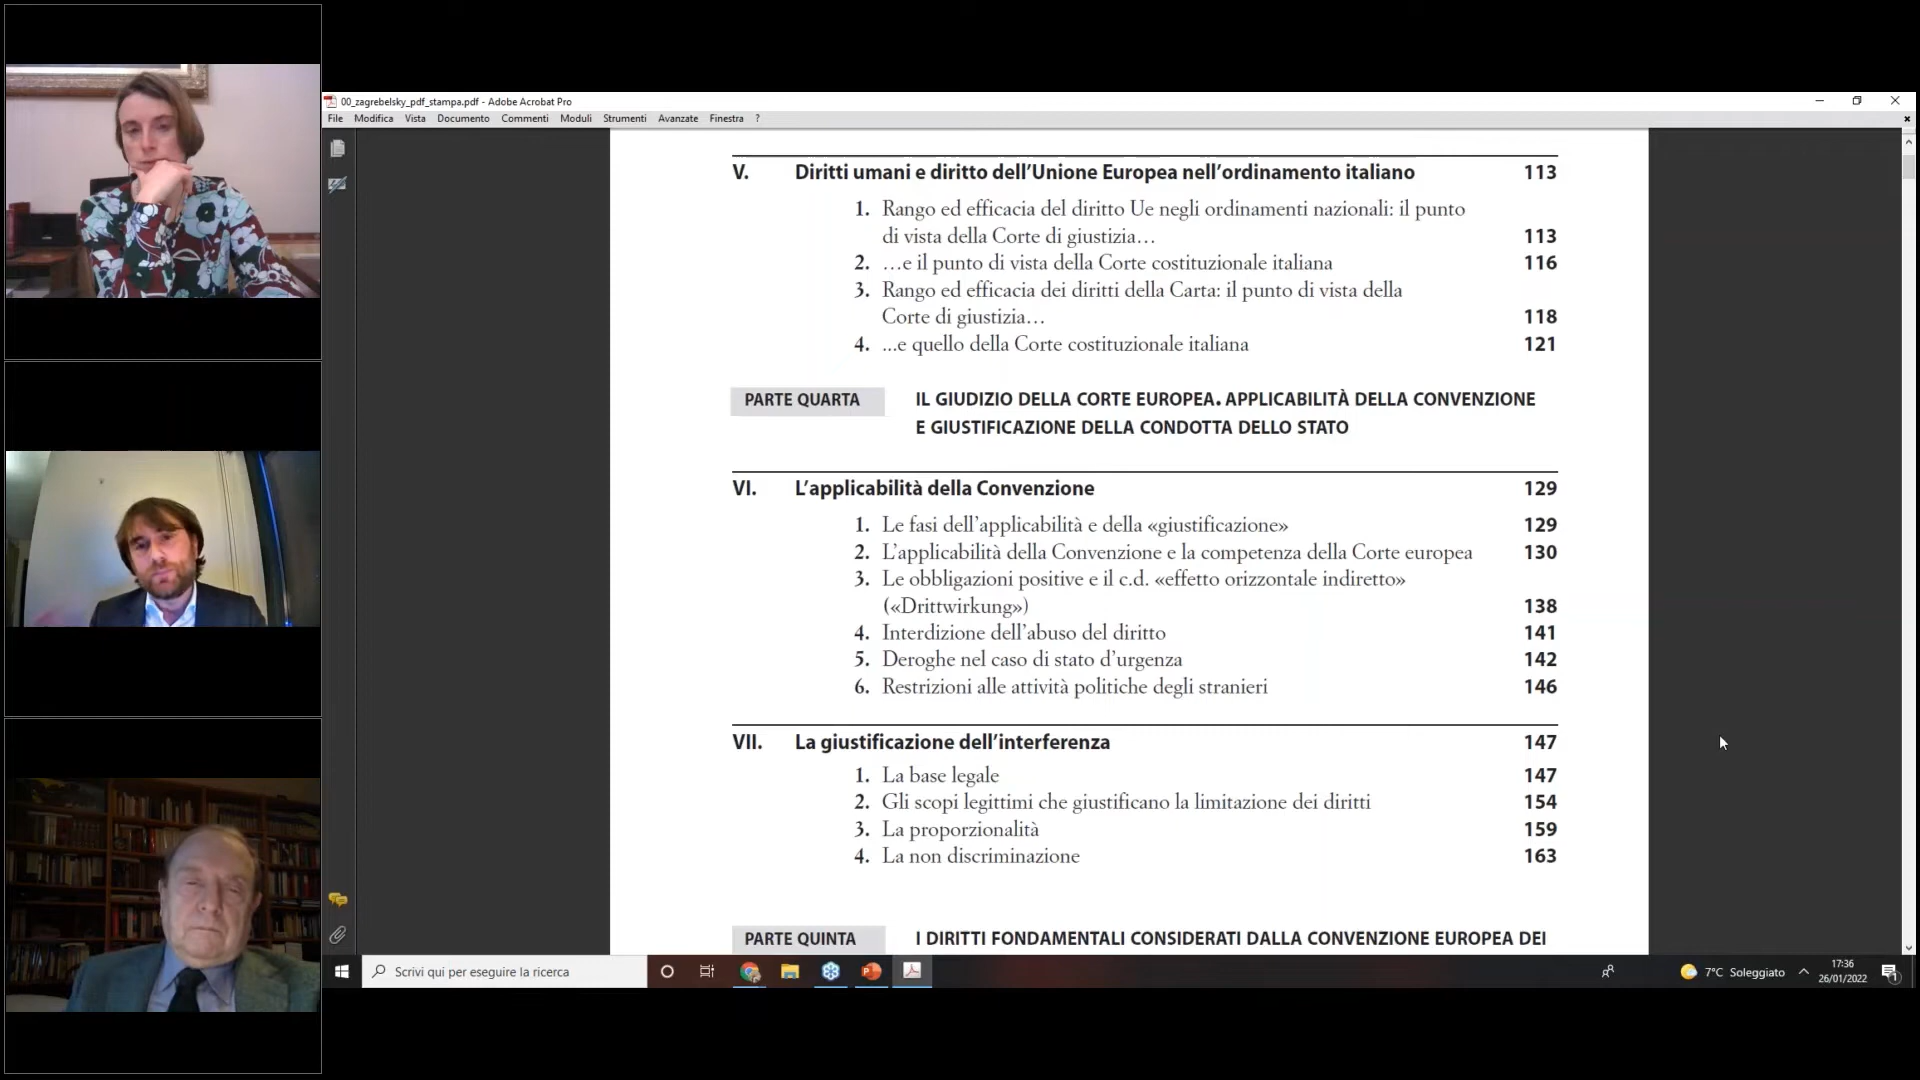 00_zagrebelsky_pdf_stampa.pdf - Adobe Acrobat Pro
File Modifica Vista Documento Commenti Moduli Strumenti Avanzate Finestra ?
V. Diritti umani e diritto dell’Unione Europea nell’ordinamento italiano 113
1. Rango ed efficacia del diritto Ue negli ordinamenti nazionali: il punto
di vista della Corte di giustizia… 113
2. …e il punto di vista della Corte costituzionale italiana 116
3. Rango ed efficacia dei diritti della Carta: il punto di vista della
Corte di giustizia… 118
4. ...e quello della Corte costituzionale italiana 121
PARTE QUARTA IL GIUDIZIO DELLA CORTE EUROPEA. APPLICABILITÀ DELLA CONVENZIONE
E GIUSTIFICAZIONE DELLA CONDOTTA DELLO STATO
VI. L’applicabilità della Convenzione 129
1. Le fasi dell’applicabilità e della «giustificazione» 129
2. L’applicabilità della Convenzione e la competenza della Corte europea 130
3. Le obbligazioni positive e il c.d. «effetto orizzontale indiretto»
(«Drittwirkung») 138
4. Interdizione dell’abuso del diritto 141
5. Deroghe nel caso di stato d’urgenza 142
6. Restrizioni alle attività politiche degli stranieri 146
VII. La giustificazione dell’interferenza 147
1. La base legale 147
2. Gli scopi legittimi che giustificano la limitazione dei diritti 154
3. La proporzionalità 159
4. La non discriminazione 163
PARTE QUINTA I DIRITTI FONDAMENTALI CONSIDERATI DALLA CONVENZIONE EUROPEA DEI
Scrivi qui per eseguire la ricerca
7°C Soleggiato
17:36
26/01/2022
1